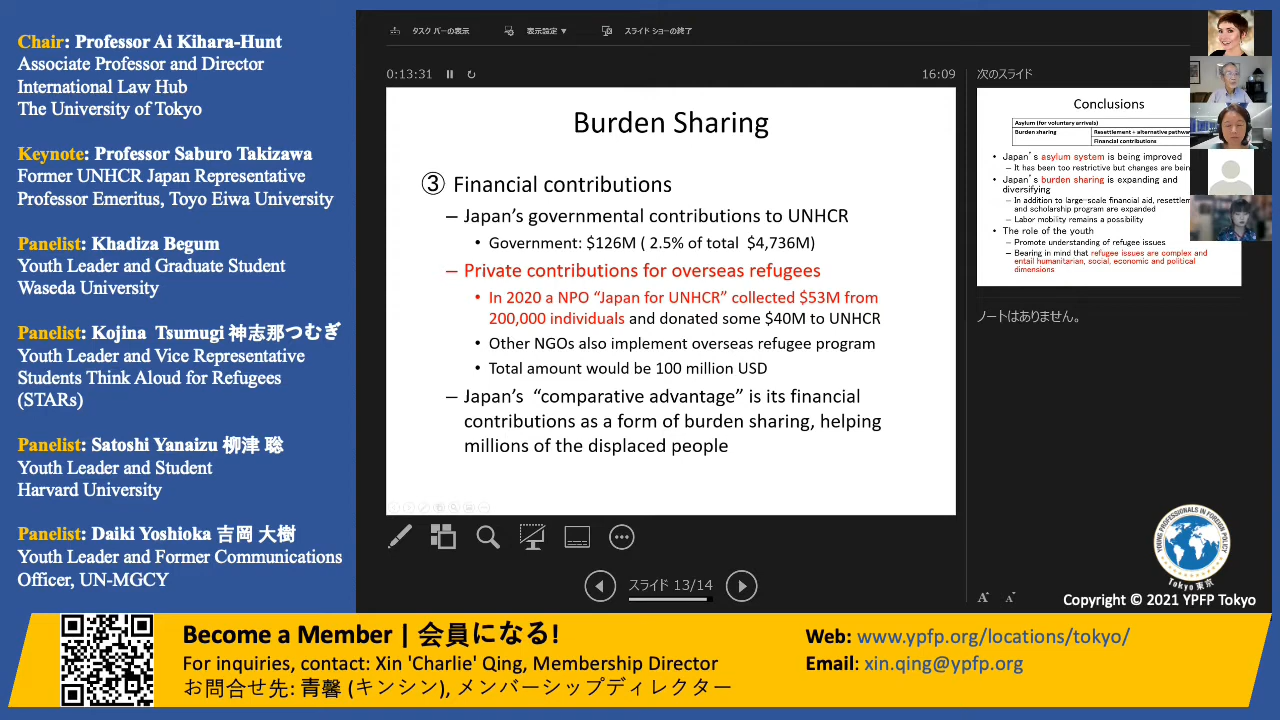 Chair: Professor Ai Kihara-Hunt
Associate Professor and Director
International Law Hub
The University of Tokyo
Keynote: Professor Saburo Takizawa
Former UNHCR Japan Representative
Professor Emeritus, Toyo Eiwa University
Panelist: Khadiza Begum
Youth Leader and Graduate Student
Waseda University
Panelist: Kojina Tsumugi 神志那つむぎ
Youth Leader and Vice Representative
Students Think Aloud for Refugees
(STARs)
Panelist: Satoshi Yanaizu 柳津 聡
Youth Leader and Student
Harvard University
Panelist: Daiki Yoshioka 吉岡 大樹
Youth Leader and Former Communications
Officer, UN-MGCY
タスク バーの表示 表示設定 ▼ スライド ショーの終了
0:13:31 16:09
Burden Sharing
③ Financial contributions
– Japan's governmental contributions to UNHCR
• Government: $126M ( 2.5% of total $4,736M)
– Private contributions for overseas refugees
• In 2020 a NPO “Japan for UNHCR” collected $53M from
200,000 individuals and donated some $40M to UNHCR
• Other NGOs also implement overseas refugee program
• Total amount would be 100 million USD
– Japan's “comparative advantage” is its financial
contributions as a form of burden sharing, helping
millions of the displaced people
スライド 13/14
次のスライド
Conclusions
Asylum (for voluntary arrivals)
Burden sharing Resettlement + alternative pathway
Financial contributions
• Japan's asylum system is being improved
– It has been too restrictive but changes are bein
• Japan's burden sharing is expanding and
diversifying
– In addition to large-scale financial aid, resettlem
and scholarship program are expanded
– Labor mobility remains a possibility
• The role of the youth
– Promote understanding of refugee issues
– Bearing in mind that refugee issues are complex and
entail humanitarian, social, economic and political
dimensions
ノートはありません。
A A
YOUNG PROFESSIONALS IN FOREIGN POLICY
Tokyo 東京
Copyright © 2021 YPFP Tokyo
Become a Member | 会員になる!
For inquiries, contact: Xin 'Charlie' Qing, Membership Director
お問合せ先: 青馨 (キンシン), メンバーシップディレクター
Web: www.ypfp.org/locations/tokyo/
Email: xin.qing@ypfp.org